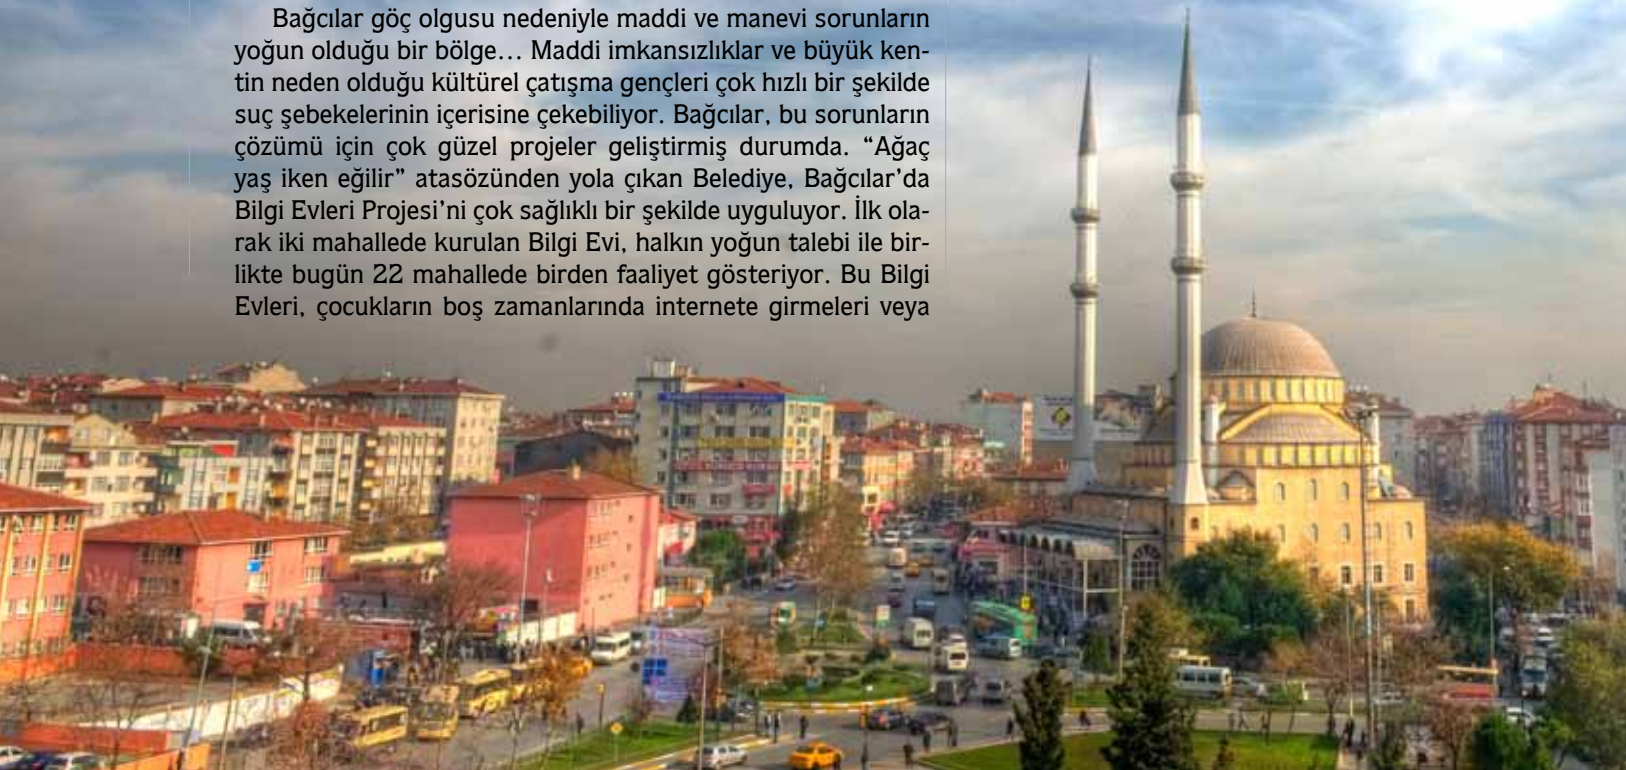 Bağcılar göç olgusu nedeniyle maddi ve manevi sorunların
yoğun olduğu bir bölge… Maddi imkansızlıklar ve büyük ken-
tin neden olduğu kültürel çatışma gençleri çok hızlı bir şekilde
suç şebekelerinin içerisine çekebiliyor. Bağcılar, bu sorunların
çözümü için çok güzel projeler geliştirmiş durumda. “Ağaç
yaş iken eğilir” atasözünden yola çıkan Belediye, Bağcılar’da
Bilgi Evleri Projesi’ni çok sağlıklı bir şekilde uyguluyor. İlk ola-
rak iki mahallede kurulan Bilgi Evi, halkın yoğun talebi ile bir-
likte bugün 22 mahallede birden faaliyet gösteriyor. Bu Bilgi
Evleri, çocukların boş zamanlarında internete girmeleri veya